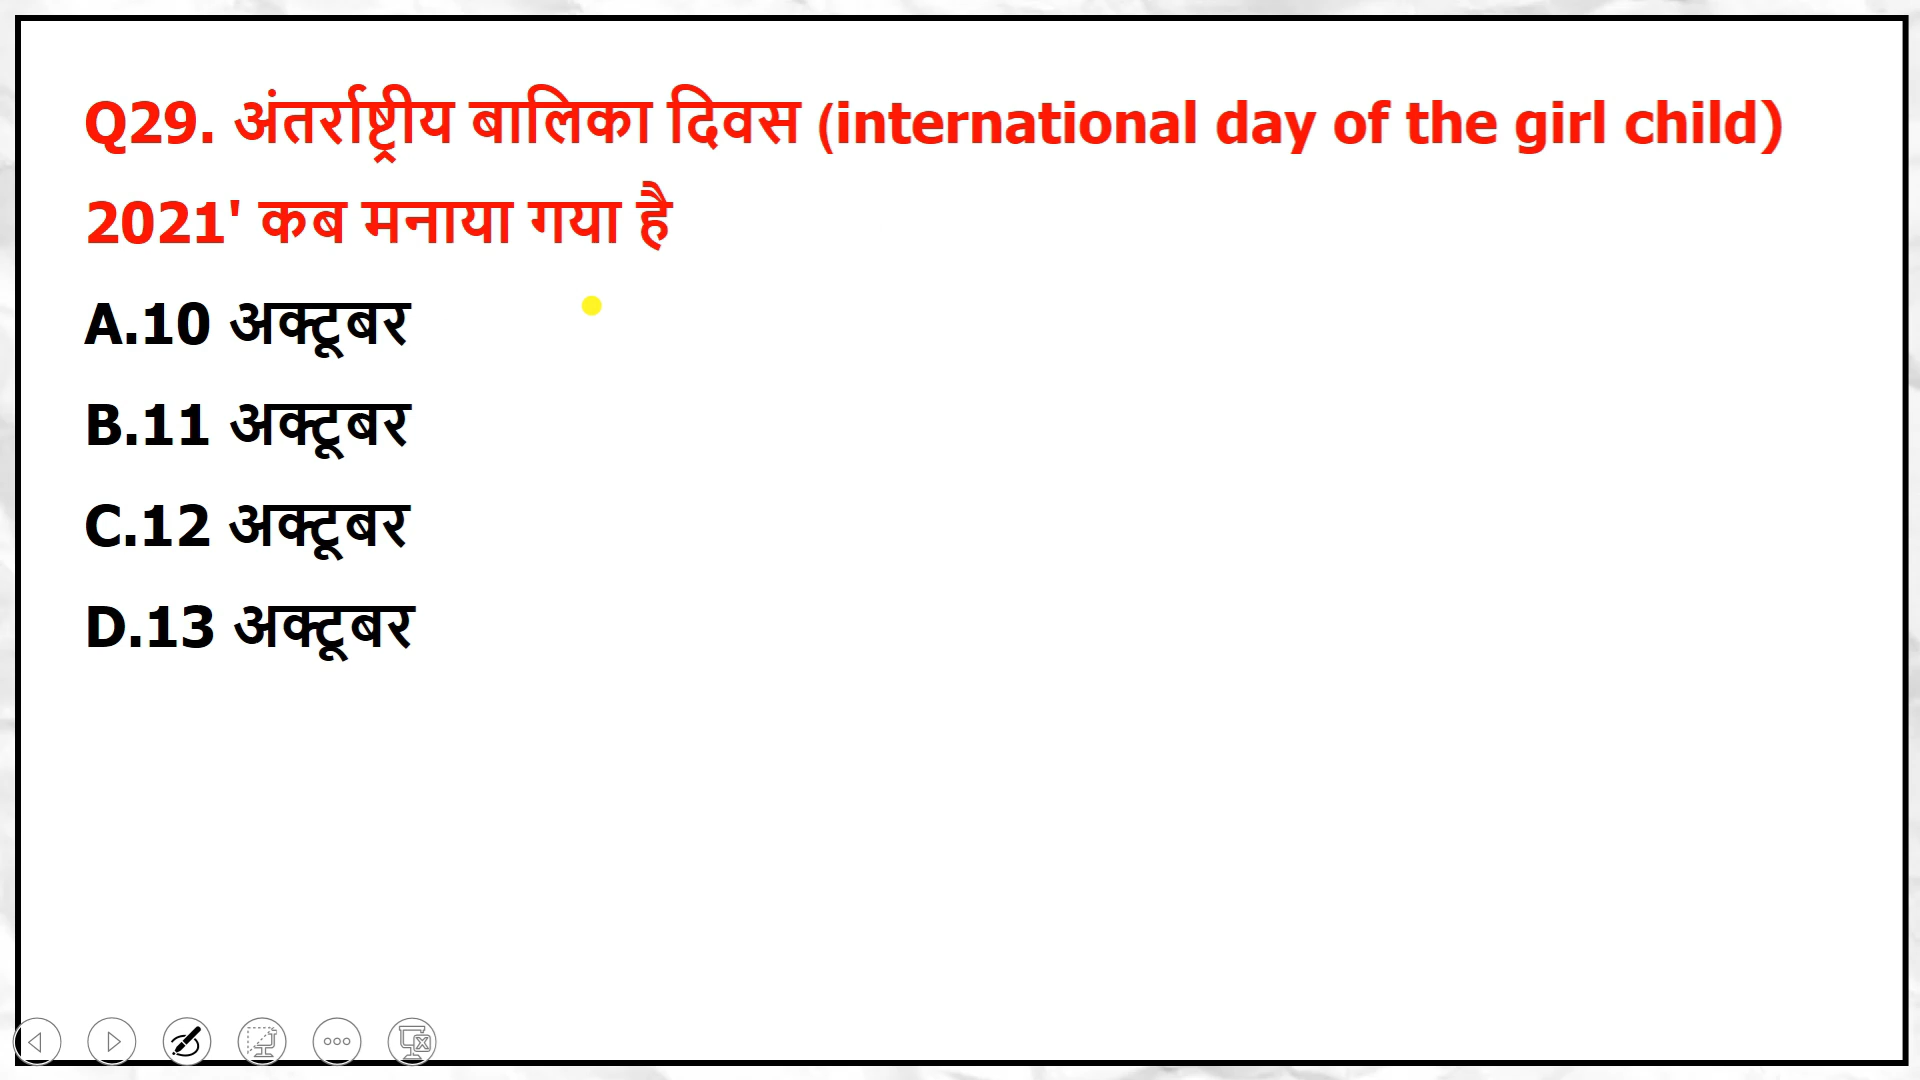 Q29. अंतर्राष्ट्रीय बालिका दिवस (international day of the girl child)
2021' कब मनाया गया है
A.10 अक्टूबर
B.11 अक्टूबर
C.12 अक्टूबर
D.13 अक्टूबर